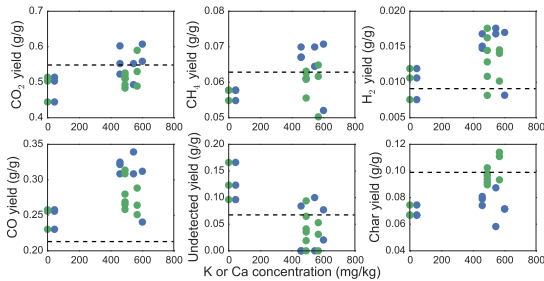 CO2 yield (g/g)
0.7
0.6
0.5
0.4
0 200 400 600 800
CH4 yield (g/g)
0.08
0.07
0.06
0.05
0 200 400 600 800
H2 yield (g/g)
0.020
0.015
0.010
0.005
0 200 400 600 800
CO yield (g/g)
0.35
0.30
0.25
0.20
0 200 400 600 800
Undetected yield (g/g)
0.20
0.15
0.10
0.05
0.00
0 200 400 600 800
Char yield (g/g)
0.12
0.10
0.08
0.06
0.04
0 200 400 600 800
K or Ca concentration (mg/kg)